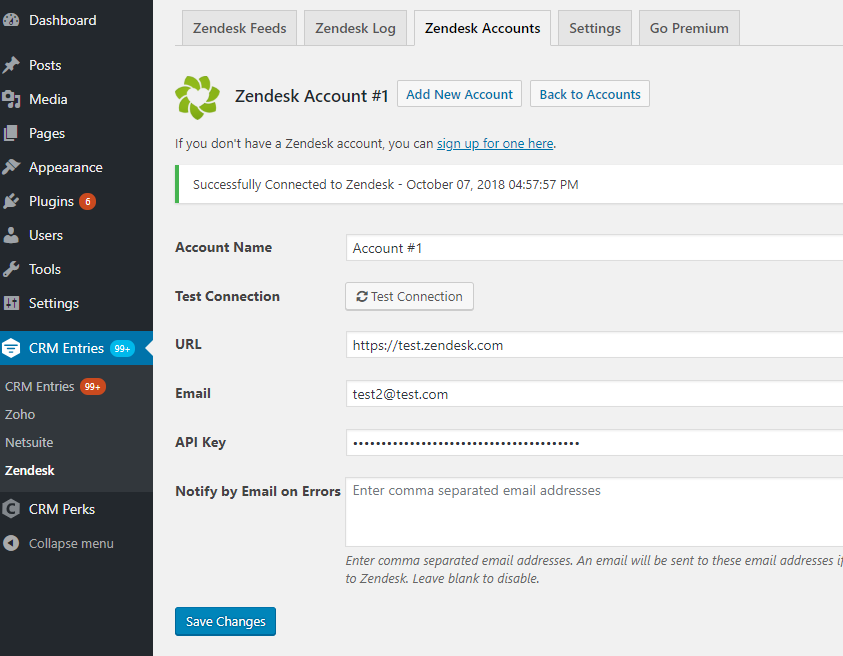 Dashboard
Posts
Media
Pages
Appearance
Plugins 6
Users
Tools
Settings
CRM Entries 99+
CRM Entries 99+
Zoho
Netsuite
Zendesk
CRM Perks
Collapse menu
Zendesk Feeds Zendesk Log Zendesk Accounts Settings Go Premium
Zendesk Account #1 Add New Account Back to Accounts
If you don't have a Zendesk account, you can sign up for one here.
Successfully Connected to Zendesk - October 07, 2018 04:57:57 PM
Account Name Account #1
Test Connection Test Connection
URL https://test.zendesk.com
Email test2@test.com
API Key ••••••••••••••••••••••••••••••••••••••••
Notify by Email on Errors Enter comma separated email addresses
Enter comma separated email addresses. An email will be sent to these email addresses if
to Zendesk. Leave blank to disable.
Save Changes